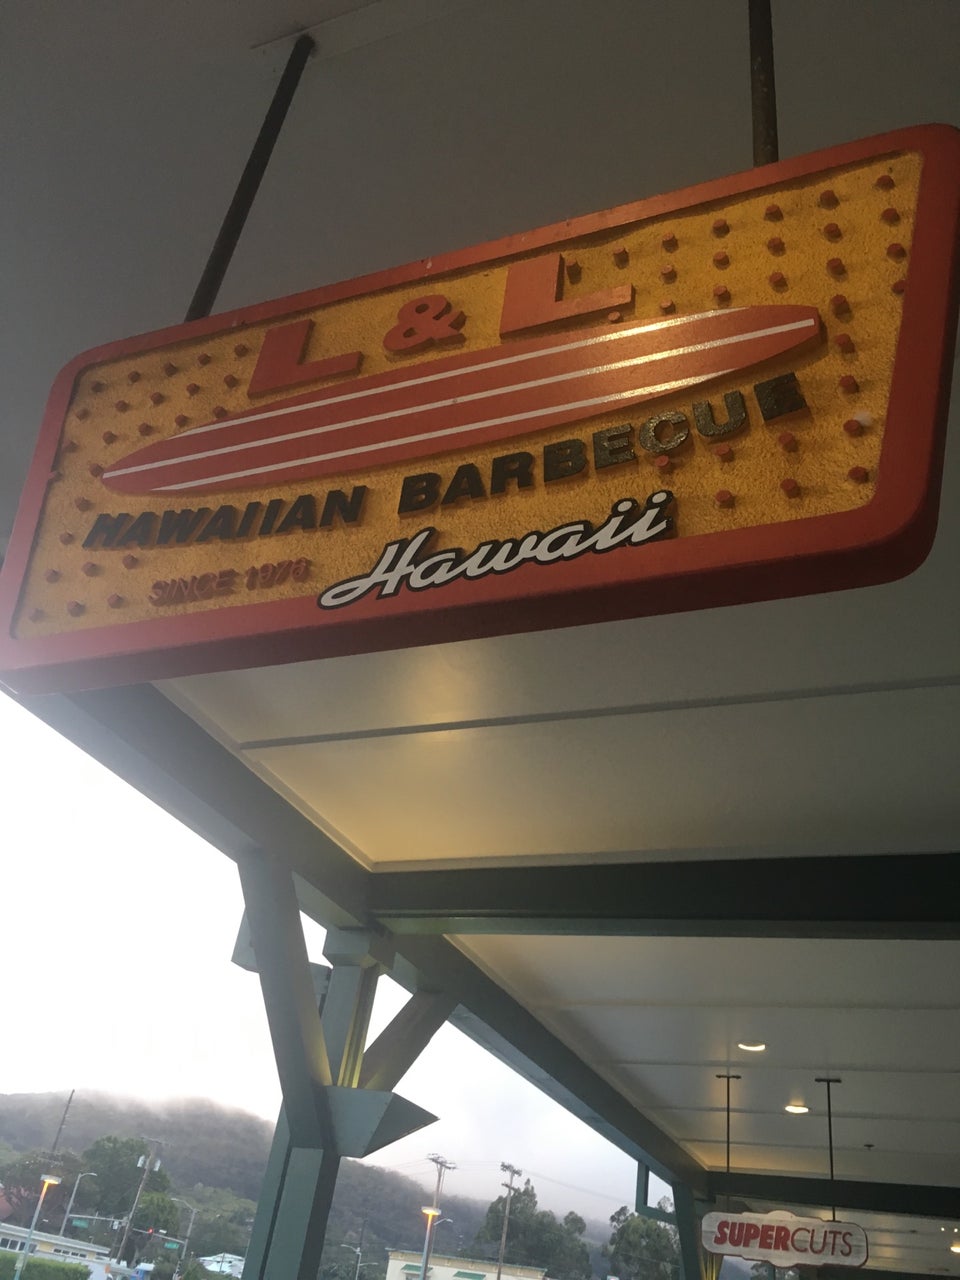 L & L
HAWAIIAN BARBECUE
SINCE 1976
Hawaii
SUPERCUTS